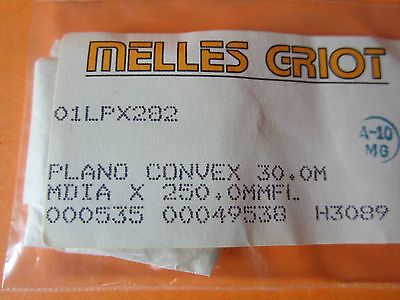 MELLES GRIOT
01LPX282
A-10
MG
PLANO CONVEX 30.0M
MDIA X 250.0MMFL
000535 00049538 H3089